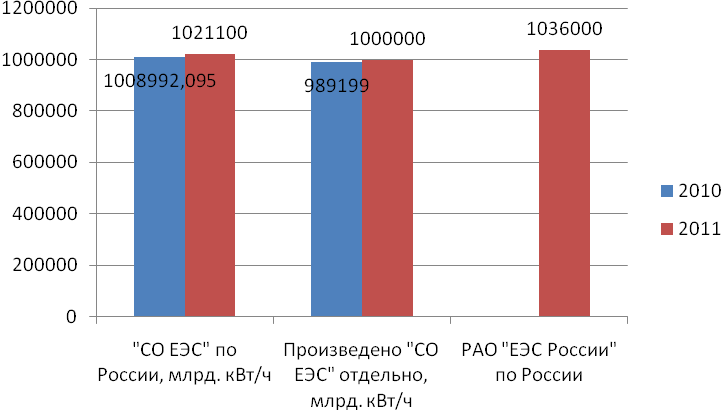 1200000
1000000
800000
600000
400000
200000
0
1008992,095
1021100
989199
1000000
1036000
"СО ЕЭС" по
России, млрд. кВт/ч
Произведено "СО
ЕЭС" отдельно,
млрд. кВт/ч
РАО "ЕЭС России"
по России
2010
2011